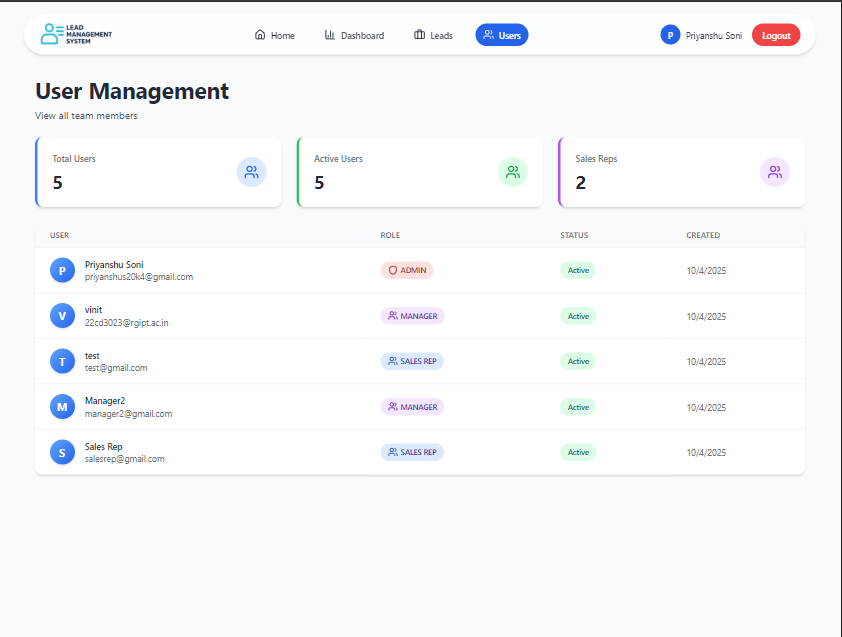 LEAD
MANAGEMENT
SYSTEM
Home
Dashboard
Leads
Users
P
Priyanshu Soni
Logout
User Management
View all team members
Total Users
5
Active Users
5
Sales Reps
2
USER ROLE STATUS CREATED
P Priyanshu Soni ADMIN Active 10/4/2025
priyanshus20k4@gmail.com
V vinit MANAGER Active 10/4/2025
22cd3023@rgipt.ac.in
T test SALES REP Active 10/4/2025
test@gmail.com
M Manager2 MANAGER Active 10/4/2025
manager2@gmail.com
S Sales Rep SALES REP Active 10/4/2025
salesrep@gmail.com